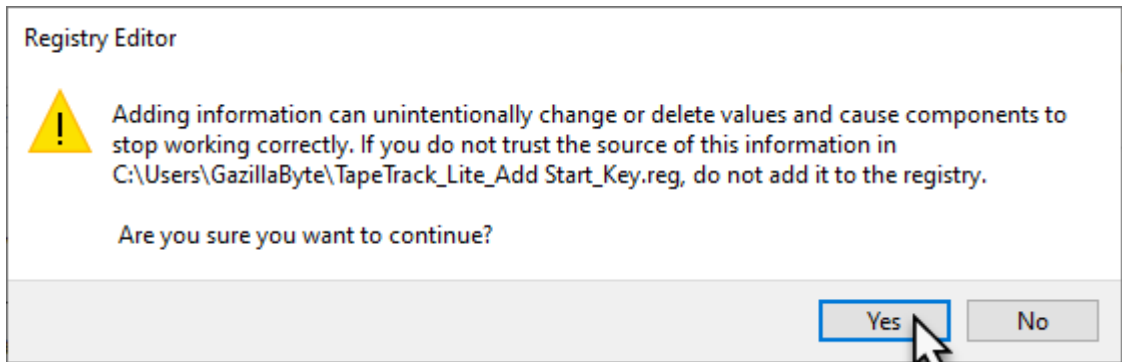 Registry Editor
Adding information can unintentionally change or delete values and cause components to
stop working correctly. If you do not trust the source of this information in
C:\Users\GazillaByte\TapeTrack_Lite_Add Start_Key.reg, do not add it to the registry.
Are you sure you want to continue?
Yes No